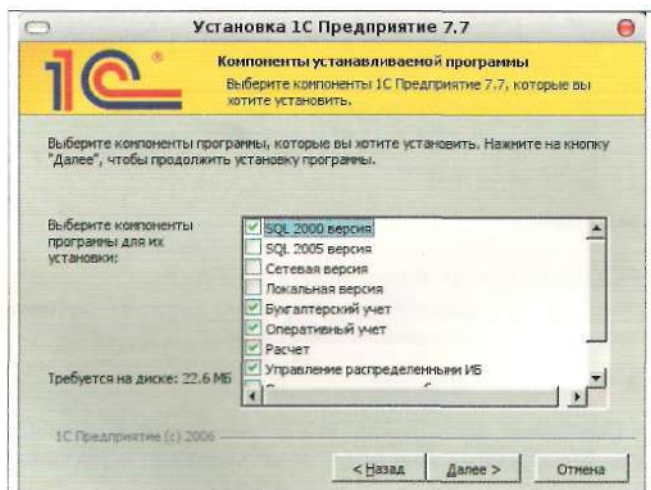 Установка 1С Предприятие 7.7
1С®
Компоненты устанавливаемой программы
Выберите компоненты 1С Предприятие 7.7, которые вы
хотите установить.
Выберите компоненты программы, которые вы хотите установить. Нажмите на кнопку
"Далее", чтобы продолжить установку программы.
Выберите компоненты
программы для их
установки:
SQL 2000 версия
SQL 2005 версия
Сетевая версия
Локальная версия
Бухгалтерский учет
Оперативный учет
Расчет
Управление распределенными ИБ
Требуется на диске: 22.6 МБ
1С Предприятие (c) 2006
< Назад
Далее >
Отмена